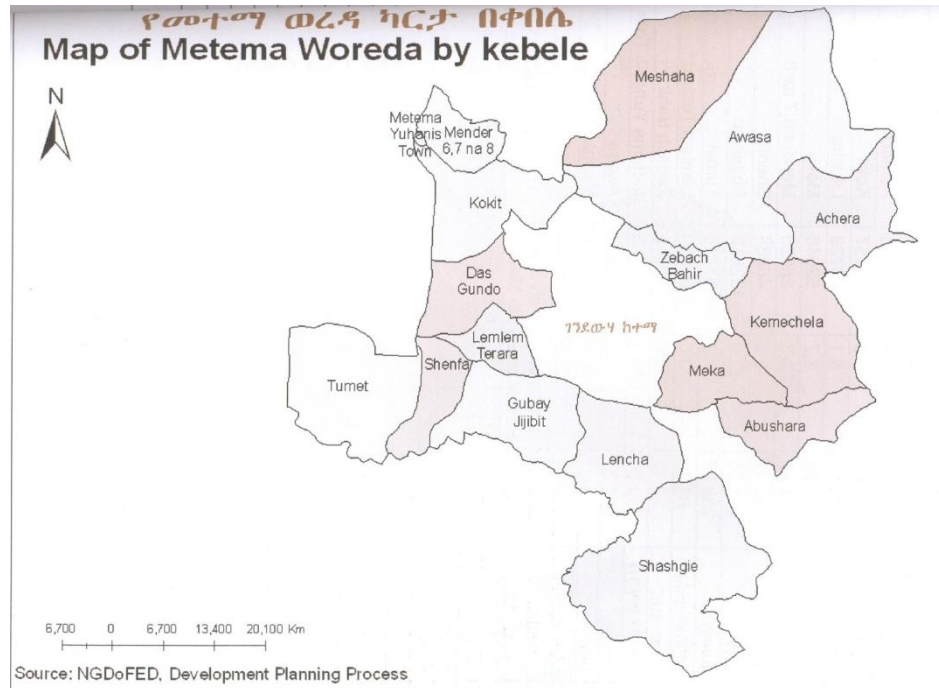 የመተማ ወረዳ ካርታ በቀበሌ
Map of Metema Woreda by kebele
N
Meshaha
Metema
Yuhanis
Town
Mender
6,7 na 8
Awasa
Kokit
Achera
Zebach
Bahir
Das
Gundo
ገንደውሃ ከተማ
Kemechela
Lemlem
Terara
Shenfa
Meka
Tumet
Gubay
Jijibit
Abushara
Lencha
Shashgie
6,700 0 6,700 13,400 20,100 Km
Source: NGDoFED, Development Planning Process